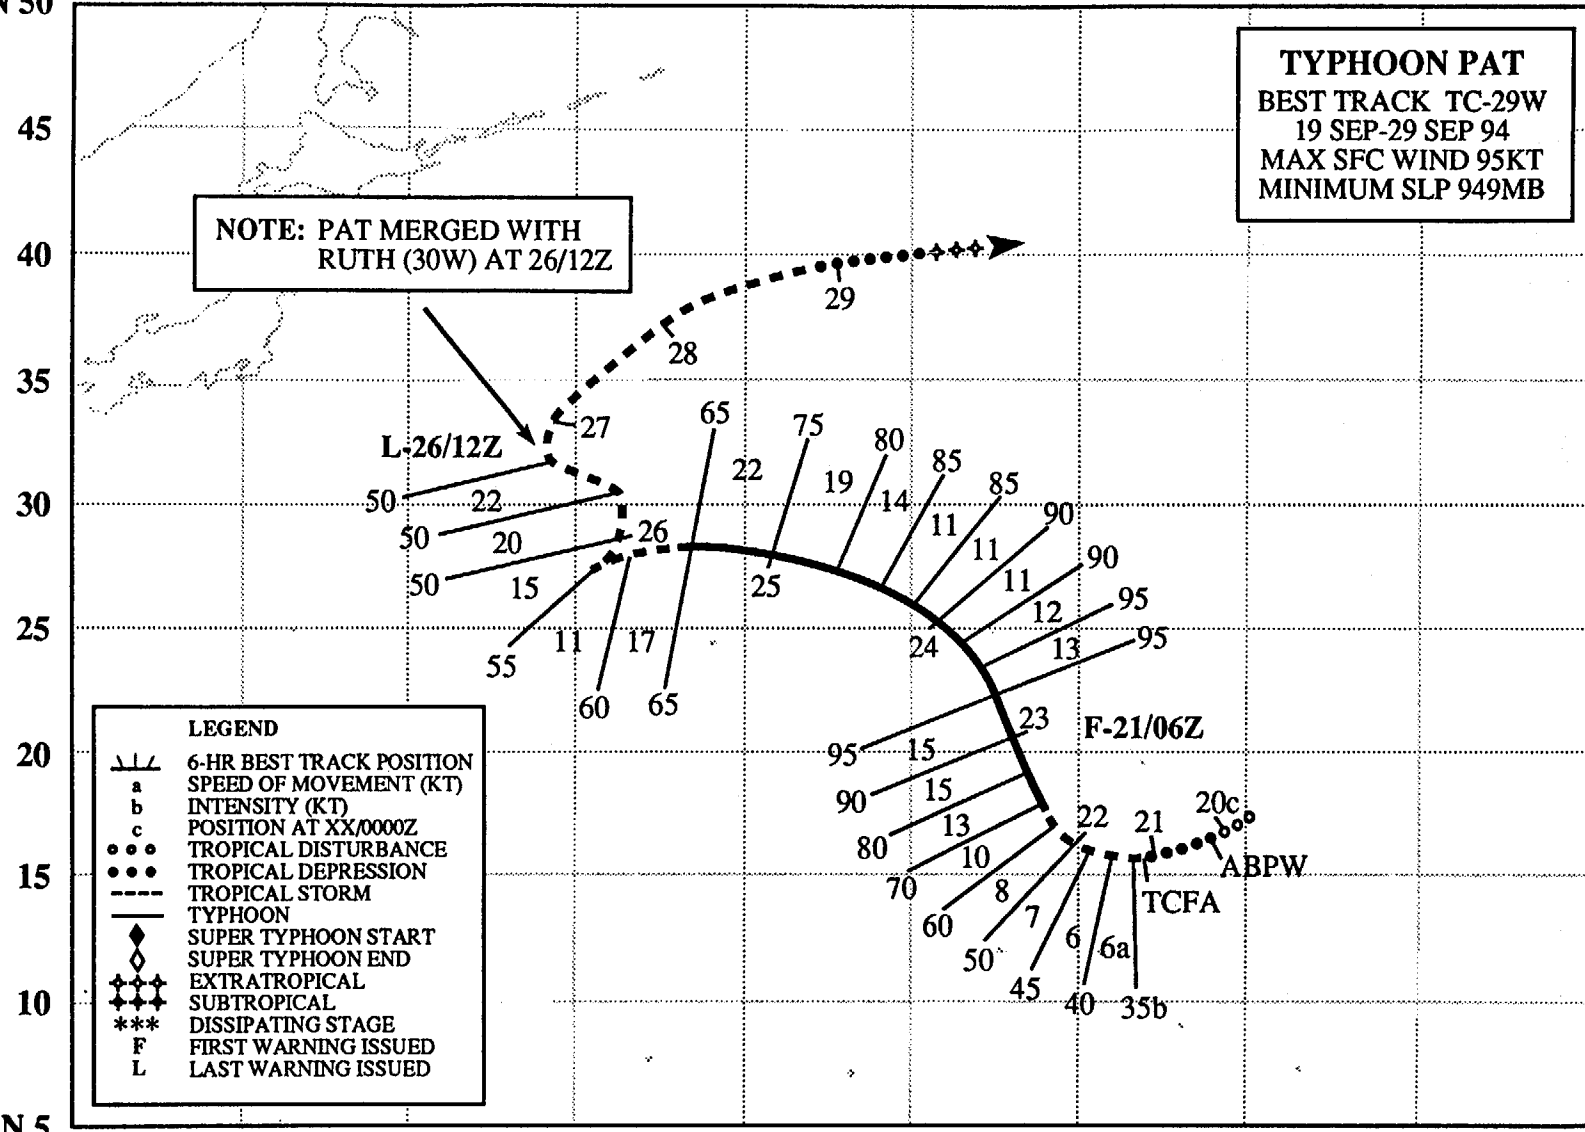 N 50
45
40
35
30
25
20
15
10
N 5
TYPHOON PAT
BEST TRACK TC-29W
19 SEP-29 SEP 94
MAX SFC WIND 95KT
MINIMUM SLP 949MB
NOTE: PAT MERGED WITH
RUTH (30W) AT 26/12Z
29
28
27
L-26/12Z
65
75
80
85
85
90
90
95
95
22
19
14
11
11
11
12
13
50
22
50
20
50
15
26
55
11
60
17
65
25
24
23
F-21/06Z
95
15
90
15
80
13
70
10
60
8
50
7
45
6
40
6a
35b
22
21
20c
ABPW
TCFA
LEGEND
6-HR BEST TRACK POSITION
a SPEED OF MOVEMENT (KT)
b INTENSITY (KT)
c POSITION AT XX/0000Z
TROPICAL DISTURBANCE
TROPICAL DEPRESSION
TROPICAL STORM
TYPHOON
SUPER TYPHOON START
SUPER TYPHOON END
EXTRATROPICAL
SUBTROPICAL
*** DISSIPATING STAGE
F FIRST WARNING ISSUED
L LAST WARNING ISSUED